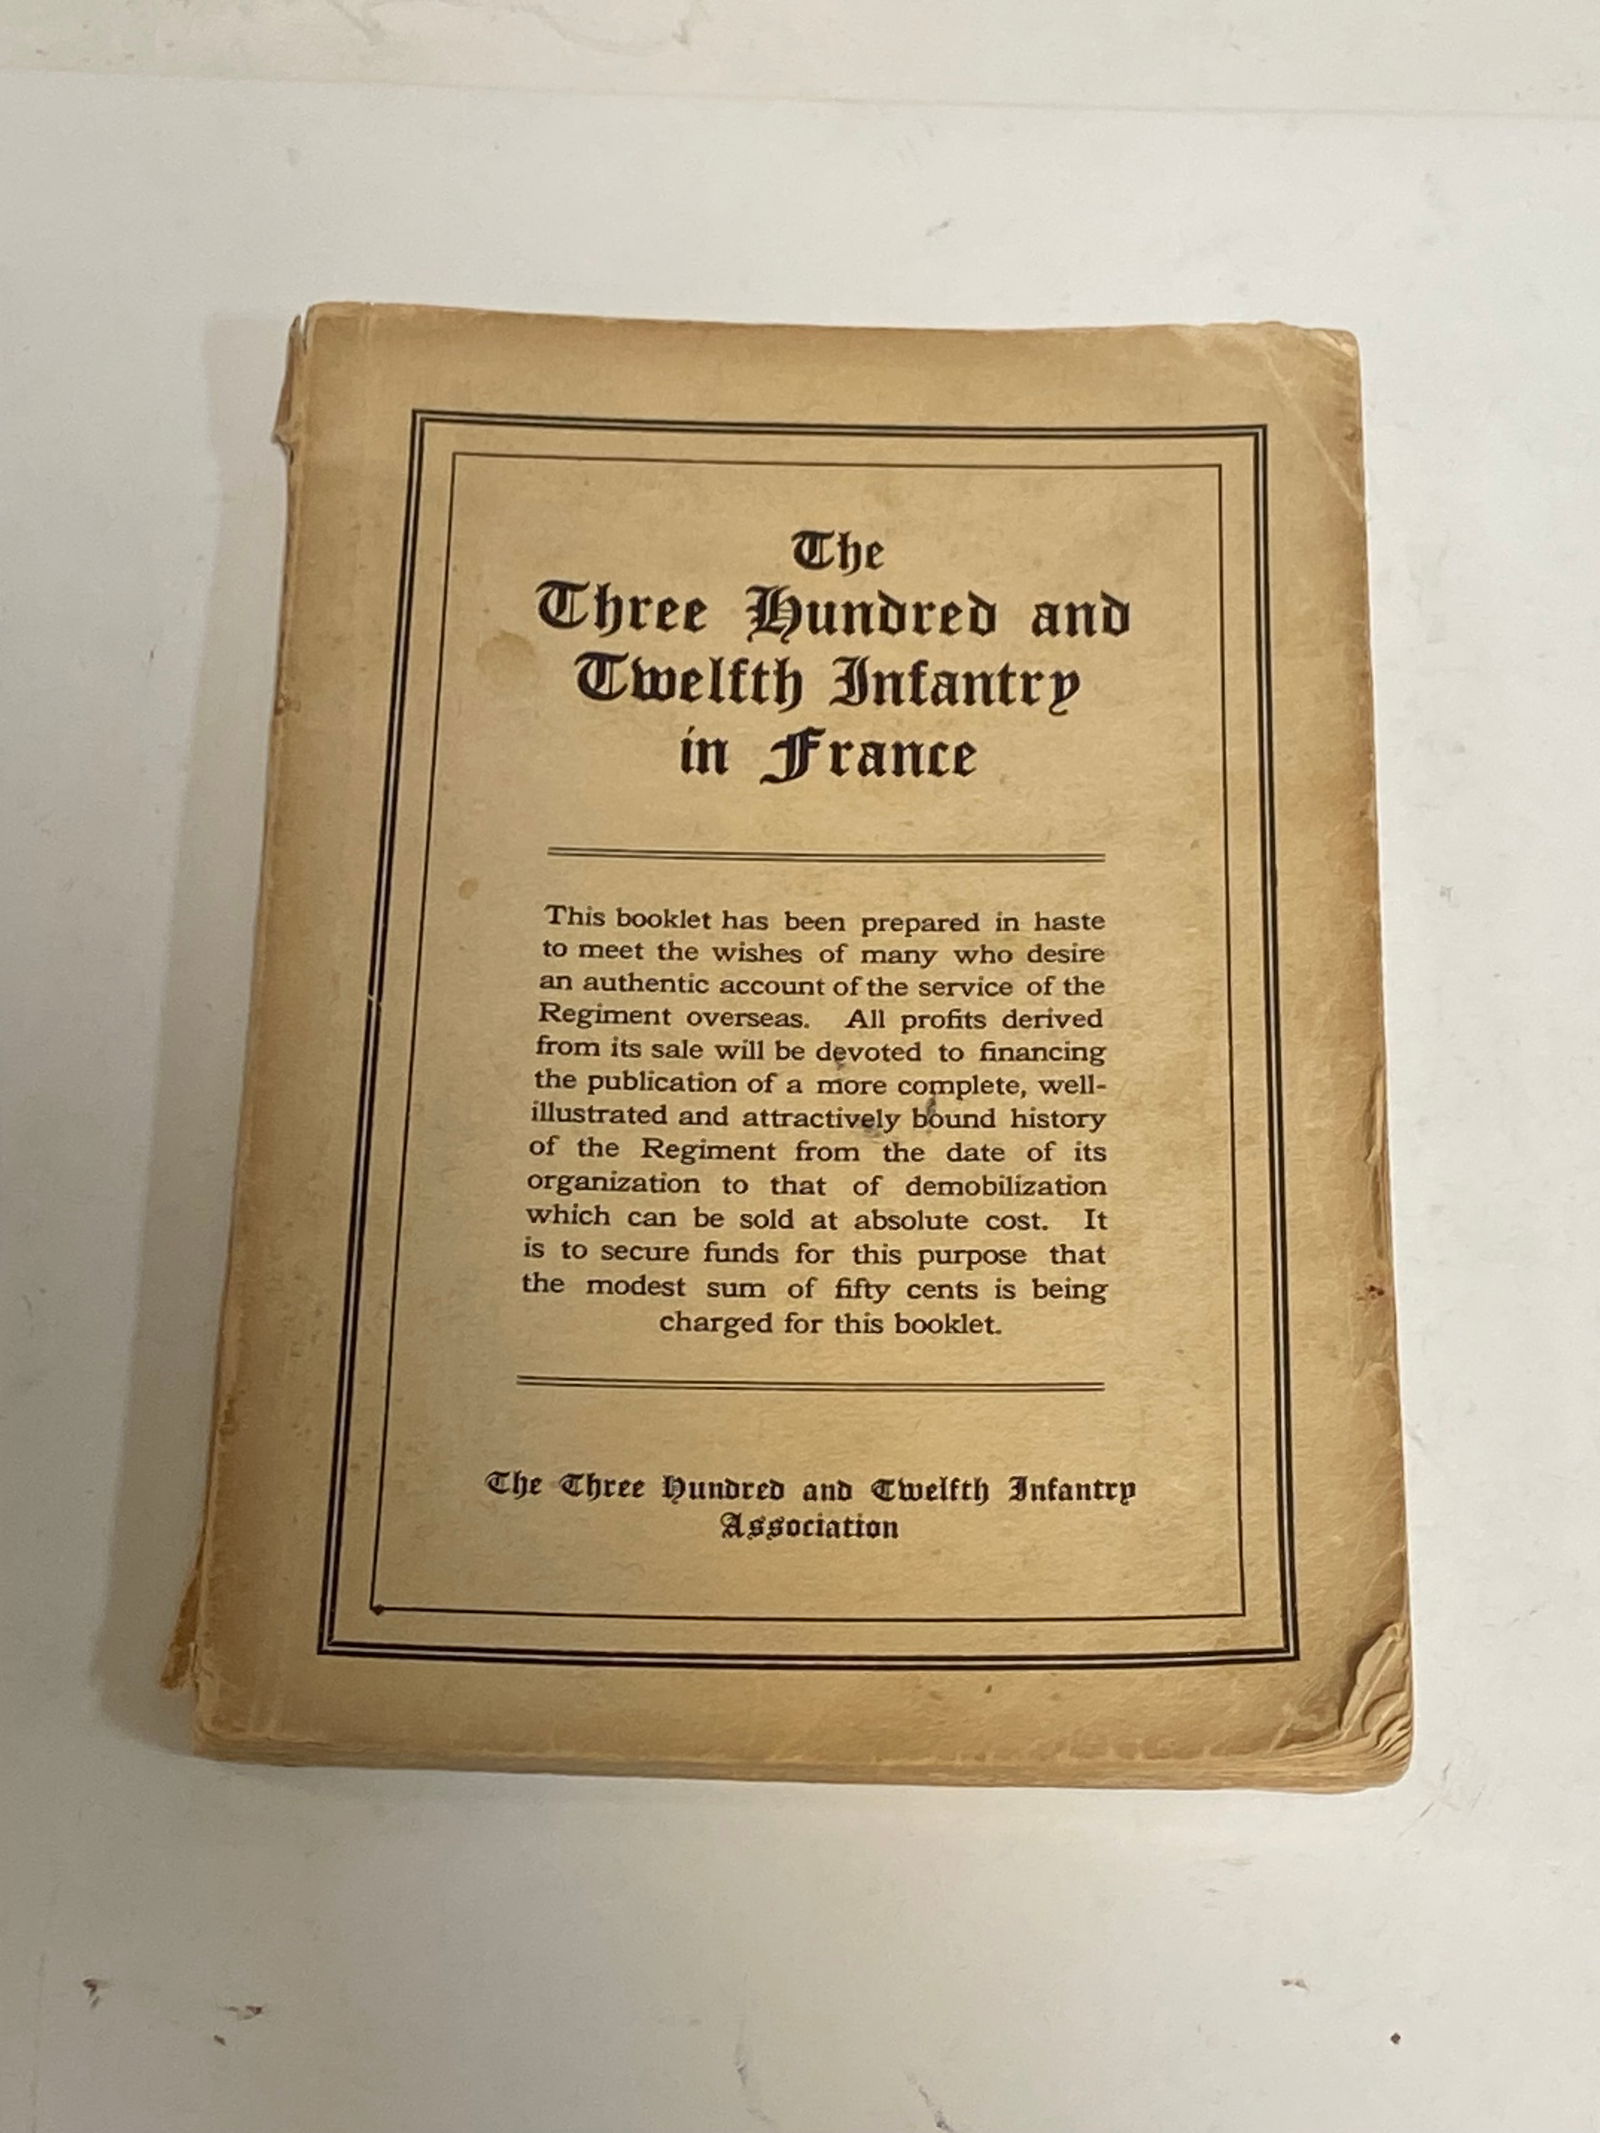 The
Three Hundred and
Twelfth Infantry
in France
This booklet has been prepared in haste
to meet the wishes of many who desire
an authentic account of the service of the
Regiment overseas. All profits derived
from its sale will be devoted to financing
the publication of a more complete, well-
illustrated and attractively bound history
of the Regiment from the date of its
organization to that of demobilization
which can be sold at absolute cost. It
is to secure funds for this purpose that
the modest sum of fifty cents is being
charged for this booklet.
The Three Hundred and Twelfth Infantry
Association